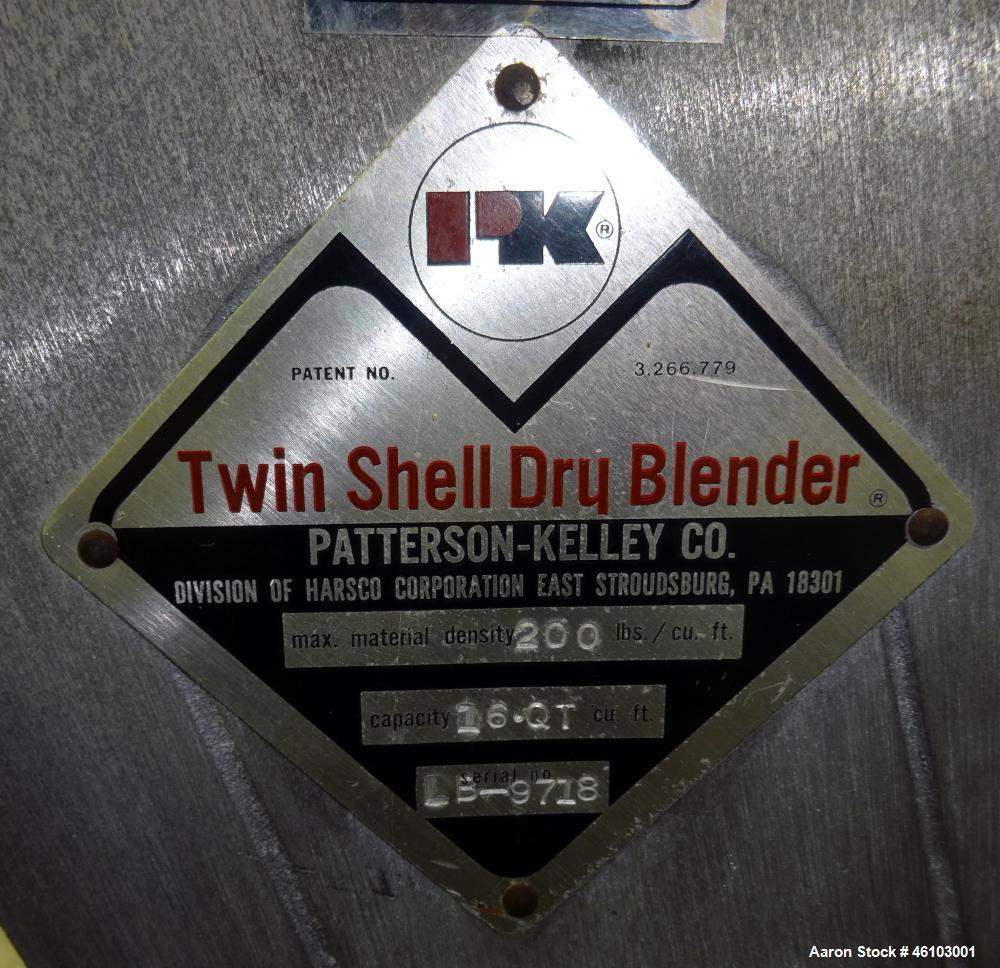 PK ®
PATENT NO. 3,266,779
Twin Shell Dry Blender ®
PATTERSON-KELLEY CO.
DIVISION OF HARSCO CORPORATION EAST STROUDSBURG, PA 18301
max. material density 200 lbs./cu. ft.
capacity 16·QT cu. ft.
serial no.
LB-9718
Aaron Stock # 46103001